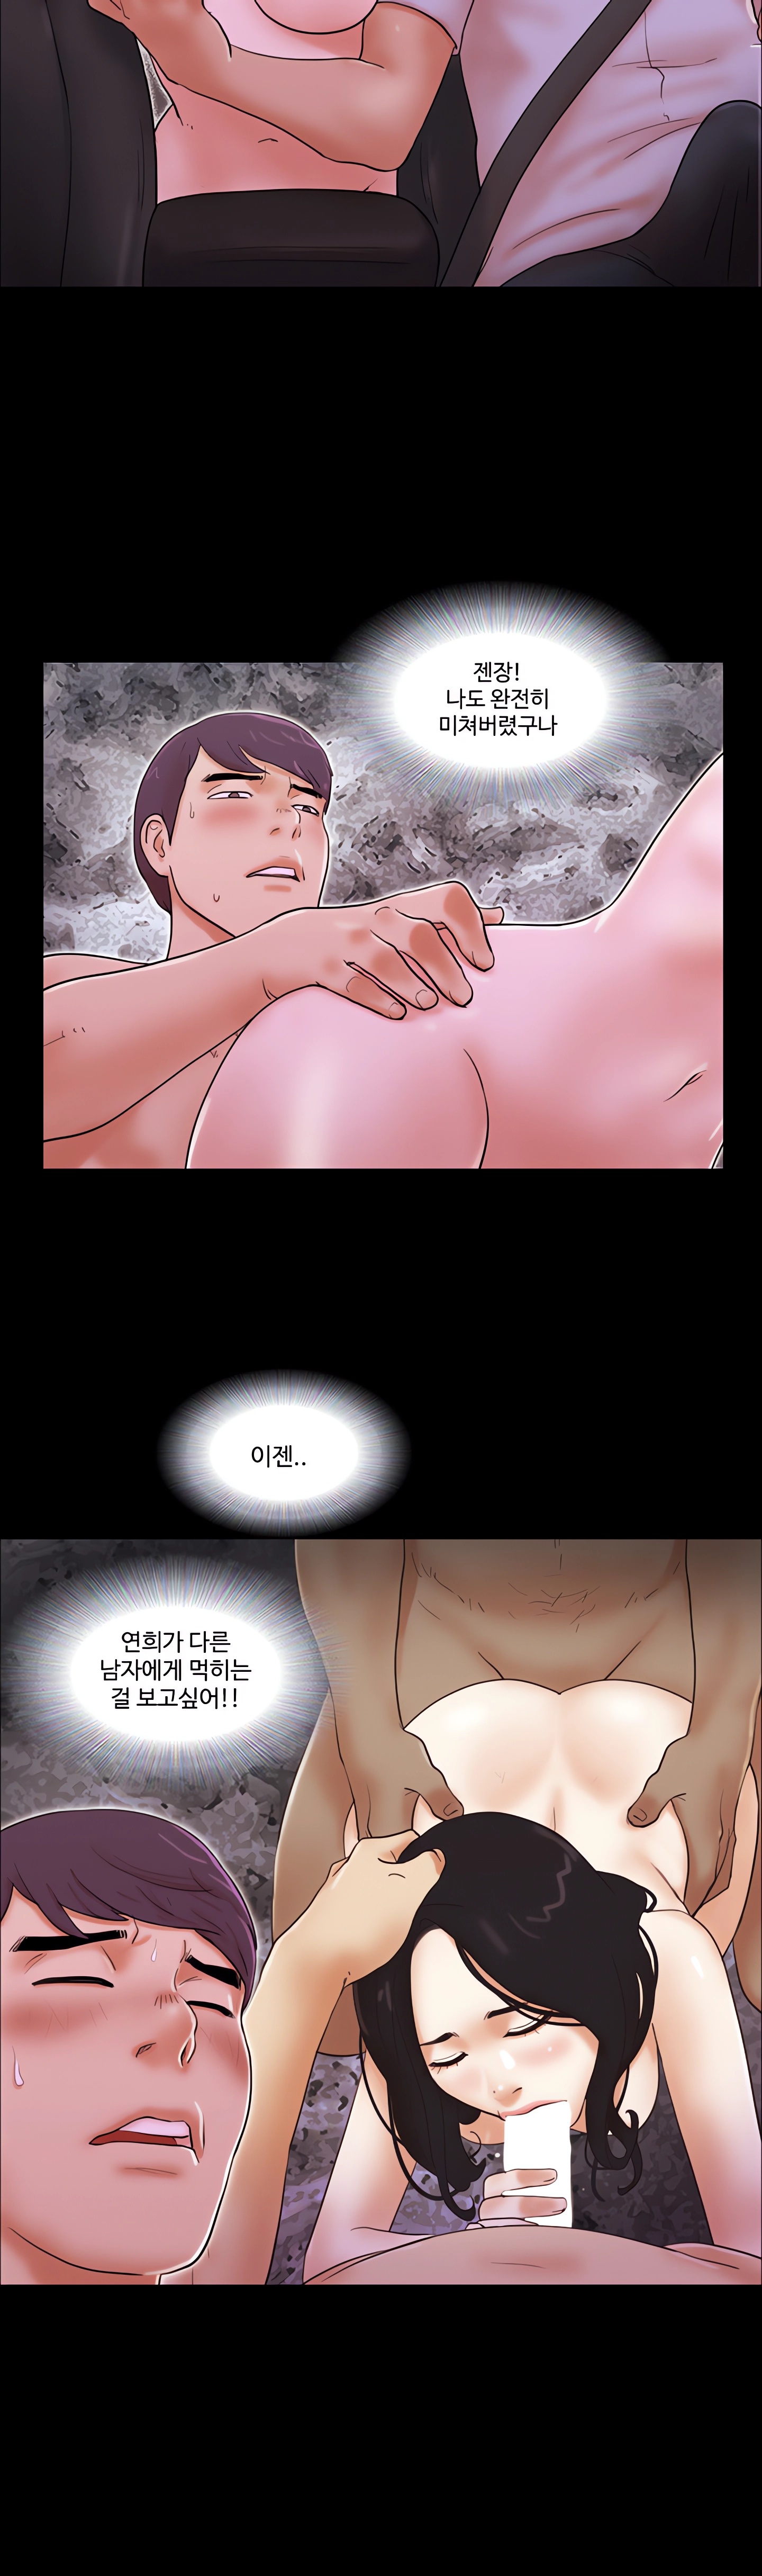 젠장!
나도 완전히
미쳐버렸구나
이젠..
연희가 다른
남자에게 먹히는
걸 보고싶어!!